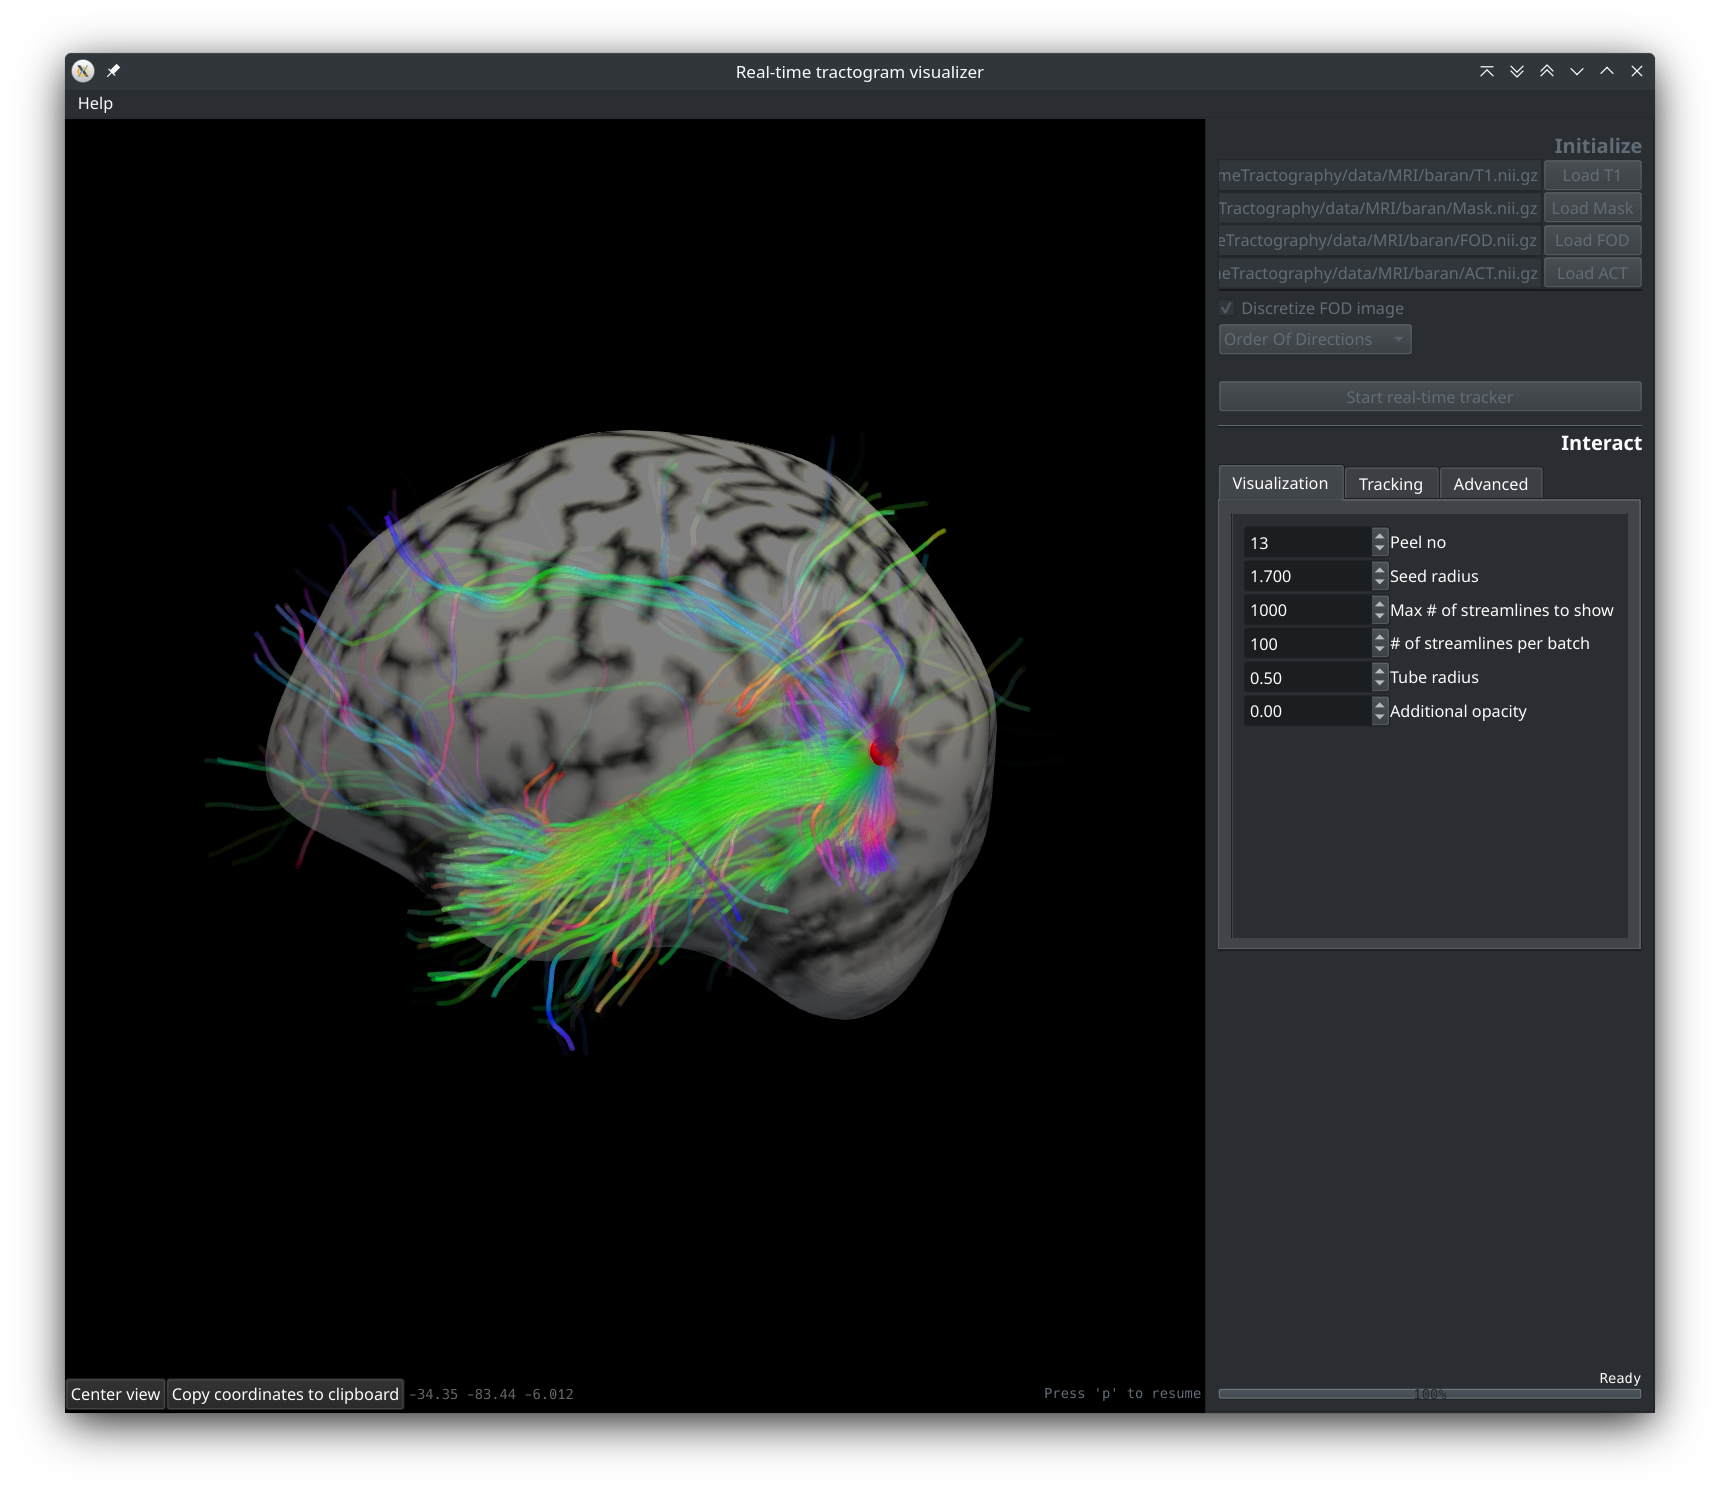 Real-time tractogram visualizer
Help
Initialize
meTractography/data/MRI/baran/T1.nii.gz Load T1
Tractography/data/MRI/baran/Mask.nii.gz Load Mask
eTractography/data/MRI/baran/FOD.nii.gz Load FOD
eTractography/data/MRI/baran/ACT.nii.gz Load ACT
Discretize FOD image
Order Of Directions
Start real-time tracker
Interact
Visualization Tracking Advanced
13 Peel no
1.700 Seed radius
1000 Max # of streamlines to show
100 # of streamlines per batch
0.50 Tube radius
0.00 Additional opacity
Ready
Center view Copy coordinates to clipboard -34.35 -83.44 -6.012 Press 'p' to resume 100%